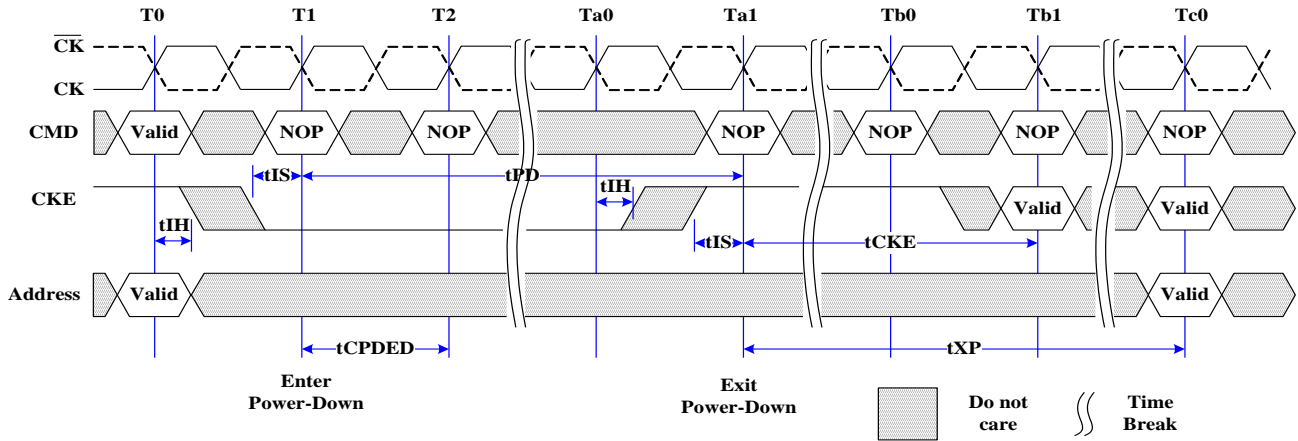 T0 T1 T2 Ta0 Ta1 Tb0 Tb1 Tc0
CK
CK
CMD Valid NOP NOP NOP NOP NOP NOP
tIS tPD tIH
CKE Valid Valid
tIH tIS tCKE
Address Valid Valid
tCPDED tXP
Enter
Power-Down
Exit
Power-Down
Do not
care
Time
Break